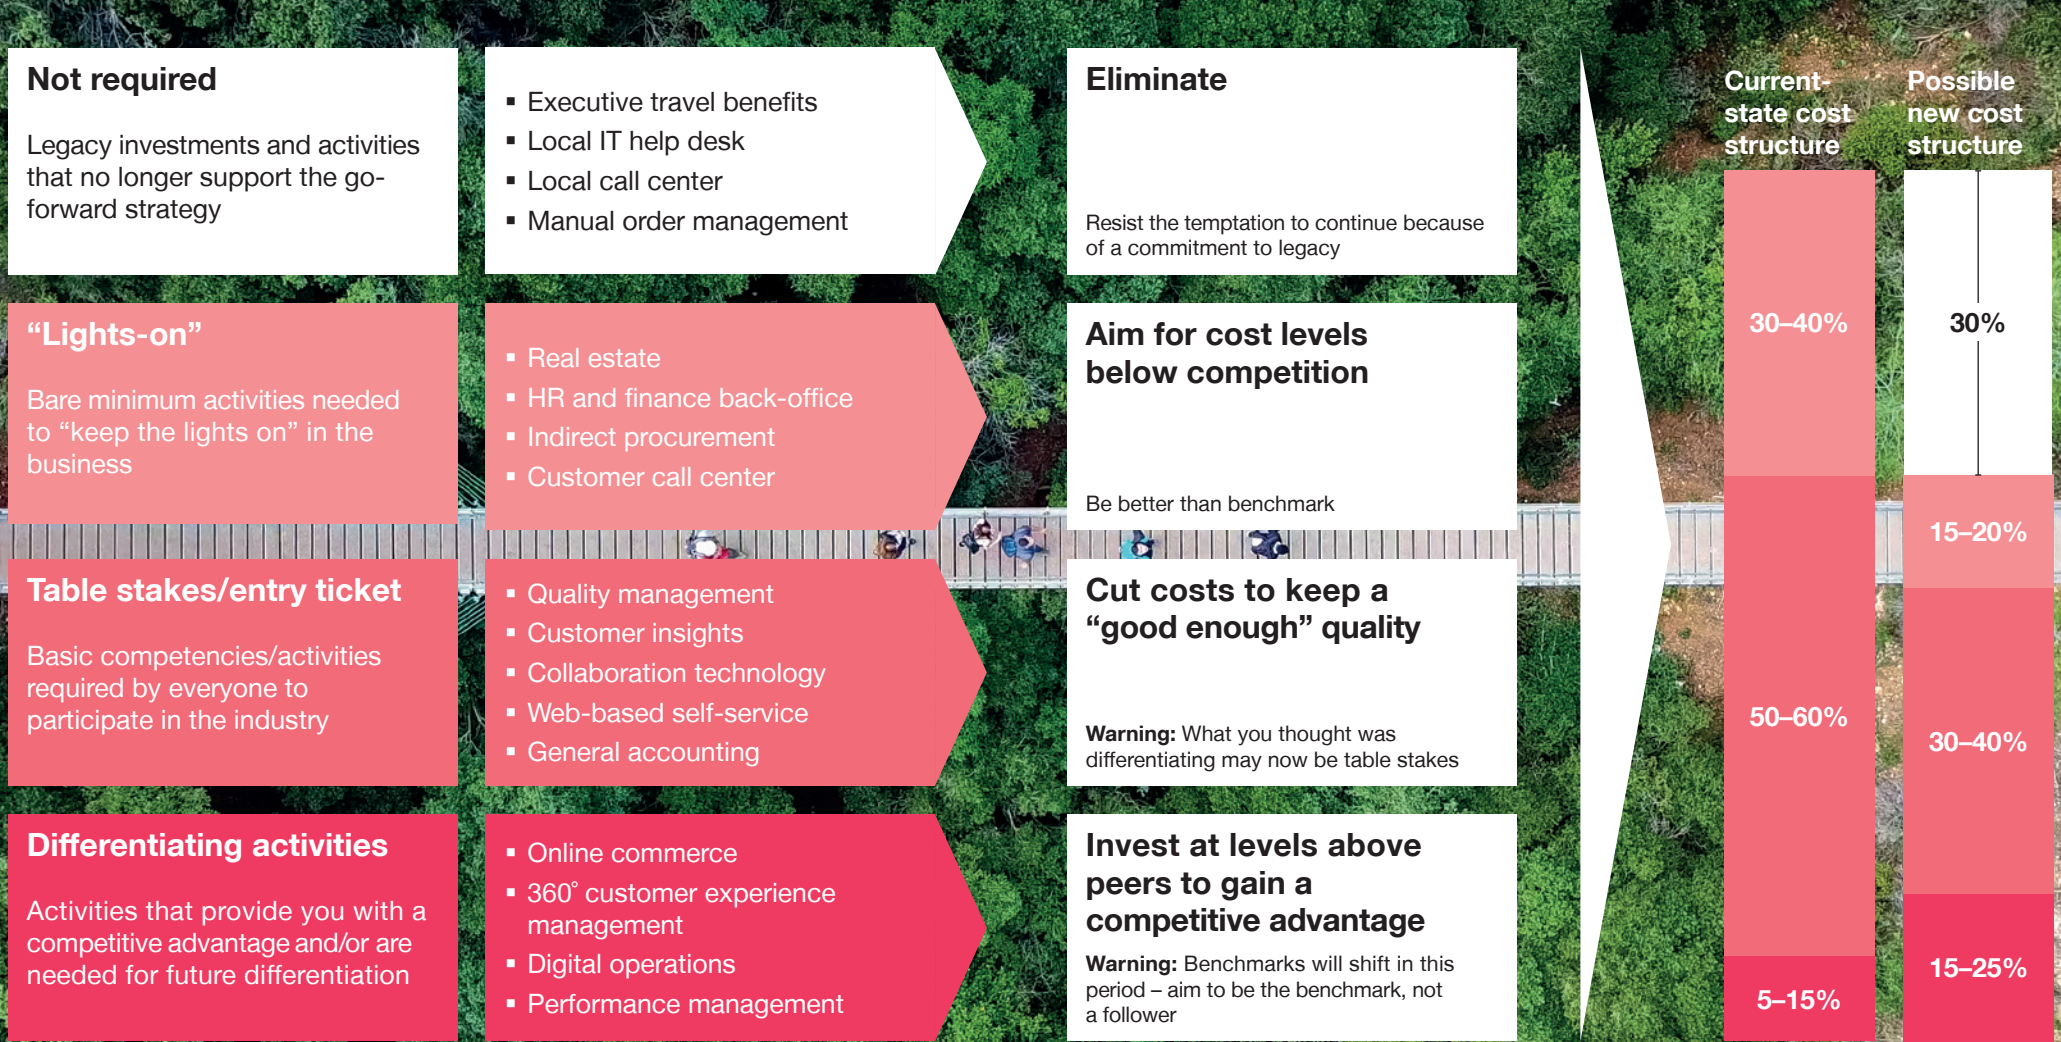 Not required
Legacy investments and activities
that no longer support the go-
forward strategy
▪ Executive travel benefits
▪ Local IT help desk
▪ Local call center
▪ Manual order management
Eliminate
Resist the temptation to continue because
of a commitment to legacy
“Lights-on”
Bare minimum activities needed
to “keep the lights on” in the
business
▪ Real estate
▪ HR and finance back-office
▪ Indirect procurement
▪ Customer call center
Aim for cost levels
below competition
Be better than benchmark
Table stakes/entry ticket
Basic competencies/activities
required by everyone to
participate in the industry
▪ Quality management
▪ Customer insights
▪ Collaboration technology
▪ Web-based self-service
▪ General accounting
Cut costs to keep a
“good enough” quality
Warning: What you thought was
differentiating may now be table stakes
Differentiating activities
Activities that provide you with a
competitive advantage and/or are
needed for future differentiation
▪ Online commerce
▪ 360° customer experience
management
▪ Digital operations
▪ Performance management
Invest at levels above
peers to gain a
competitive advantage
Warning: Benchmarks will shift in this
period – aim to be the benchmark, not
a follower
Current-
state cost
structure
30–40%
50–60%
5–15%
Possible
new cost
structure
30%
15–20%
30–40%
15–25%